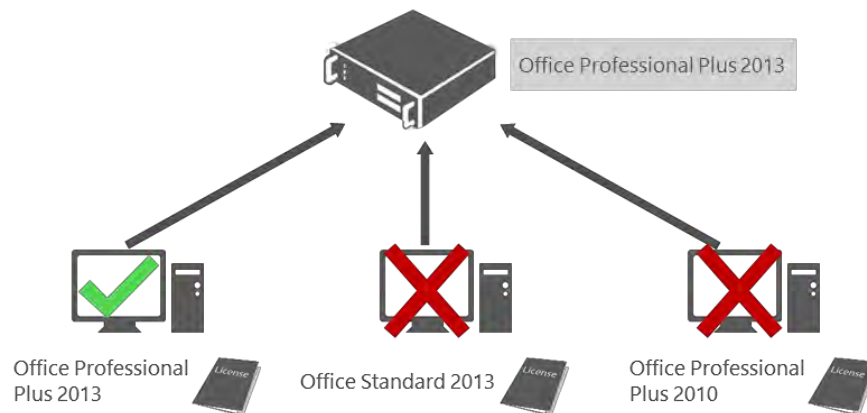 Office Professional Plus 2013
Office Professional
Plus 2013
License
Office Standard 2013
License
Office Professional
Plus 2010
License